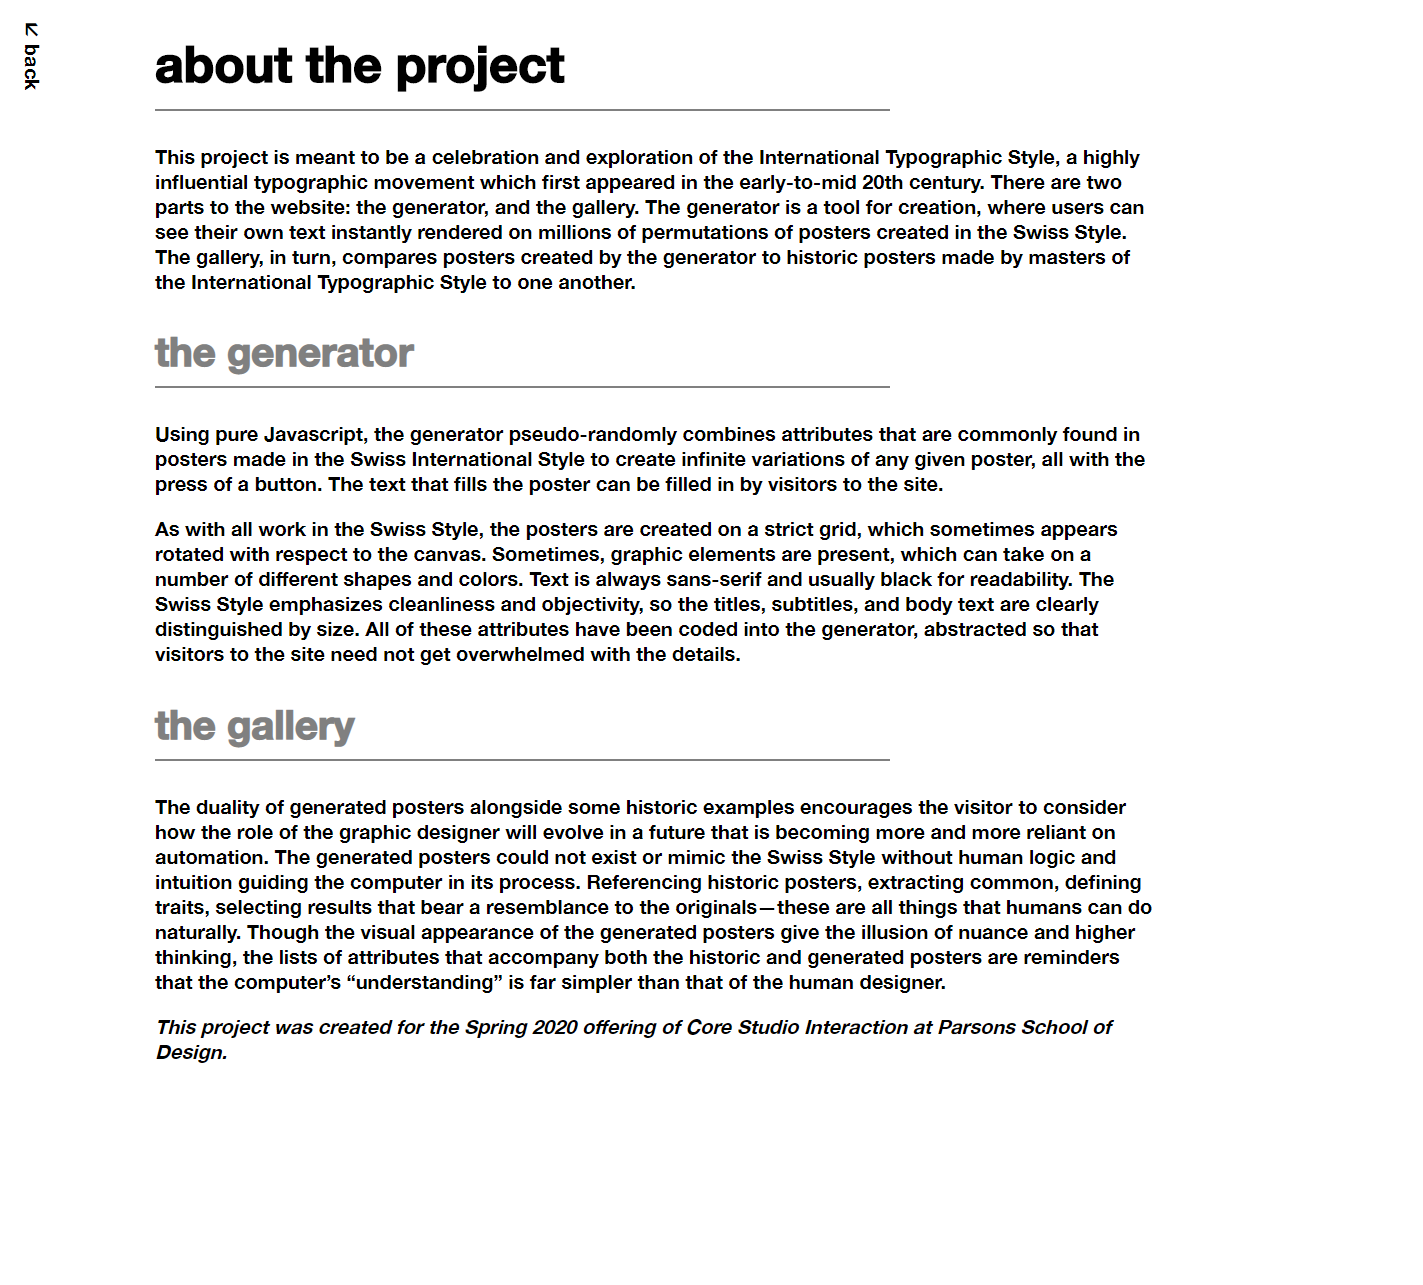 ↙ back
about the project
This project is meant to be a celebration and exploration of the International Typographic Style, a highly
influential typographic movement which first appeared in the early-to-mid 20th century. There are two
parts to the website: the generator, and the gallery. The generator is a tool for creation, where users can
see their own text instantly rendered on millions of permutations of posters created in the Swiss Style.
The gallery, in turn, compares posters created by the generator to historic posters made by masters of
the International Typographic Style to one another.
the generator
Using pure Javascript, the generator pseudo-randomly combines attributes that are commonly found in
posters made in the Swiss International Style to create infinite variations of any given poster, all with the
press of a button. The text that fills the poster can be filled in by visitors to the site.
As with all work in the Swiss Style, the posters are created on a strict grid, which sometimes appears
rotated with respect to the canvas. Sometimes, graphic elements are present, which can take on a
number of different shapes and colors. Text is always sans-serif and usually black for readability. The
Swiss Style emphasizes cleanliness and objectivity, so the titles, subtitles, and body text are clearly
distinguished by size. All of these attributes have been coded into the generator, abstracted so that
visitors to the site need not get overwhelmed with the details.
the gallery
The duality of generated posters alongside some historic examples encourages the visitor to consider
how the role of the graphic designer will evolve in a future that is becoming more and more reliant on
automation. The generated posters could not exist or mimic the Swiss Style without human logic and
intuition guiding the computer in its process. Referencing historic posters, extracting common, defining
traits, selecting results that bear a resemblance to the originals—these are all things that humans can do
naturally. Though the visual appearance of the generated posters give the illusion of nuance and higher
thinking, the lists of attributes that accompany both the historic and generated posters are reminders
that the computer’s “understanding” is far simpler than that of the human designer.
This project was created for the Spring 2020 offering of Core Studio Interaction at Parsons School of
Design.